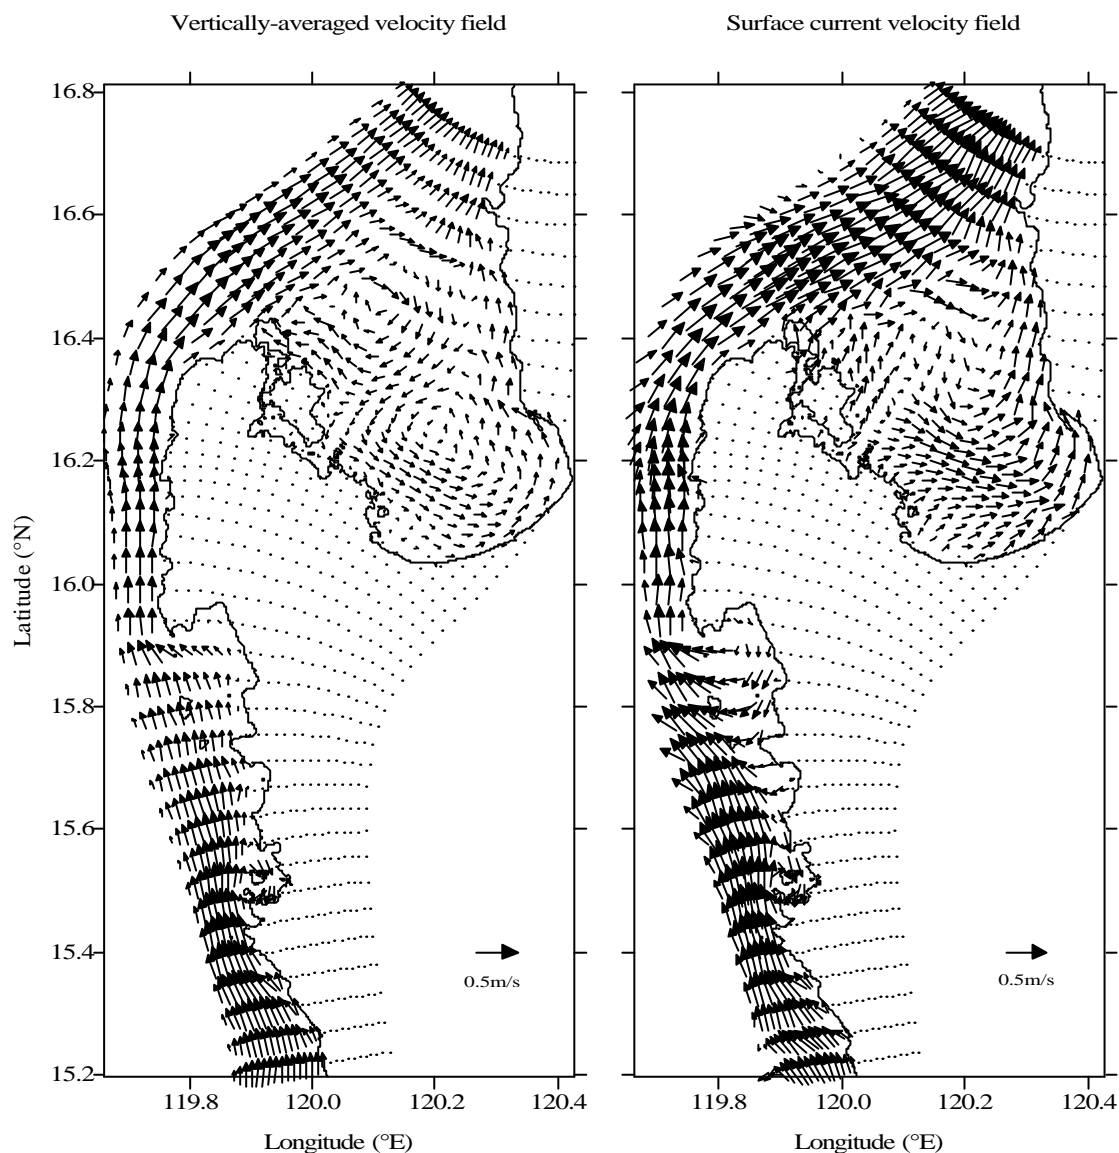 Vertically-averaged velocity field
Surface current velocity field
16.8
16.6
16.4
16.2
16.0
15.8
15.6
15.4
15.2
Latitude (°N)
0.5m/s
0.5m/s
119.8 120.0 120.2 120.4
119.8 120.0 120.2 120.4
Longitude (°E)
Longitude (°E)